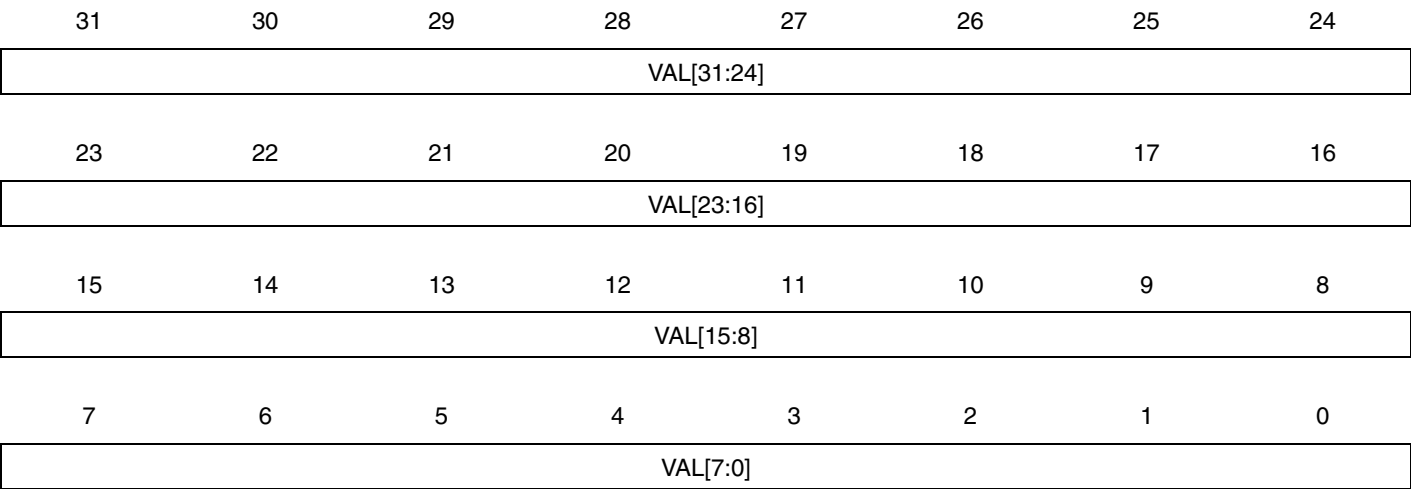 31 30 29 28 27 26 25 24
VAL[31:24]
23 22 21 20 19 18 17 16
VAL[23:16]
15 14 13 12 11 10 9 8
VAL[15:8]
7 6 5 4 3 2 1 0
VAL[7:0]